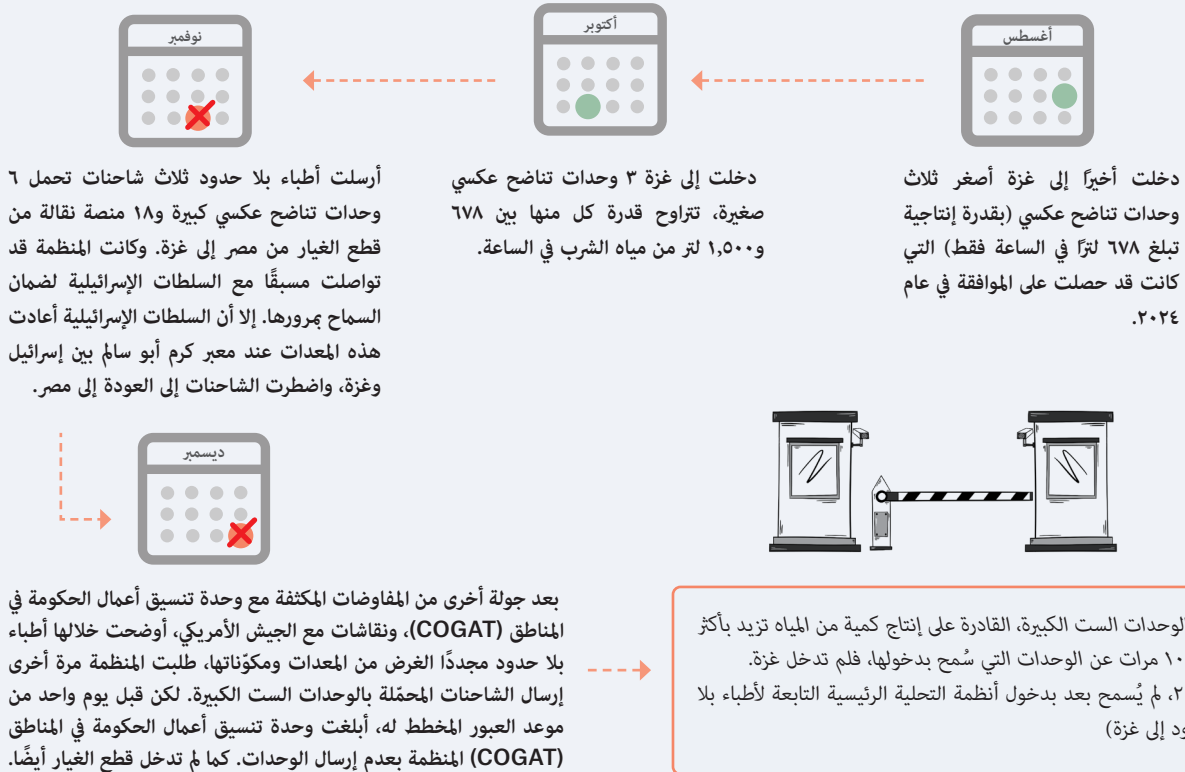 أغسطس
دخلت أخيرًا إلى غزة أصغر ثلاث
وحدات تناضح عكسي (بقدرة إنتاجية
تبلغ ٦٧٨ لترًا في الساعة فقط) التي
كانت قد حصلت على الموافقة في عام
٢٠٢٤.
أكتوبر
دخلت إلى غزة ٣ وحدات تناضح عكسي
صغيرة، تتراوح قدرة كل منها بين ٦٧٨
و١,٥٠٠ لتر من مياه الشرب في الساعة.
نوفمبر
أرسلت أطباء بلا حدود ثلاث شاحنات تحمل ٦
وحدات تناضح عكسي كبيرة و١٨ منصة نقالة من
قطع الغيار من مصر إلى غزة. وكانت المنظمة قد
تواصلت مسبقًا مع السلطات الإسرائيلية لضمان
السماح بمرورها. إلا أن السلطات الإسرائيلية أعادت
هذه المعدات عند معبر كرم أبو سالم بين إسرائيل
وغزة، واضطرت الشاحنات إلى العودة إلى مصر.
ديسمبر
بعد جولة أخرى من المفاوضات المكثفة مع وحدة تنسيق أعمال الحكومة في
المناطق (COGAT)، ونقاشات مع الجيش الأمريكي، أوضحت خلالها أطباء
بلا حدود مجددًا الغرض من المعدات ومكوّناتها، طلبت المنظمة مرة أخرى
إرسال الشاحنات المحمّلة بالوحدات الست الكبيرة. لكن قبل يوم واحد من
موعد العبور المخطط له، أبلغت وحدة تنسيق أعمال الحكومة في المناطق
(COGAT) المنظمة بعدم إرسال الوحدات. كما لم تدخل قطع الغيار أيضًا.
الوحدات الست الكبيرة، القادرة على إنتاج كمية من المياه تزيد بأكثر
١٠ مرات عن الوحدات التي سُمح بدخولها، فلم تدخل غزة.
، لم يُسمح بعد بدخول أنظمة التحلية الرئيسية التابعة لأطباء بلا
إلى غزة)